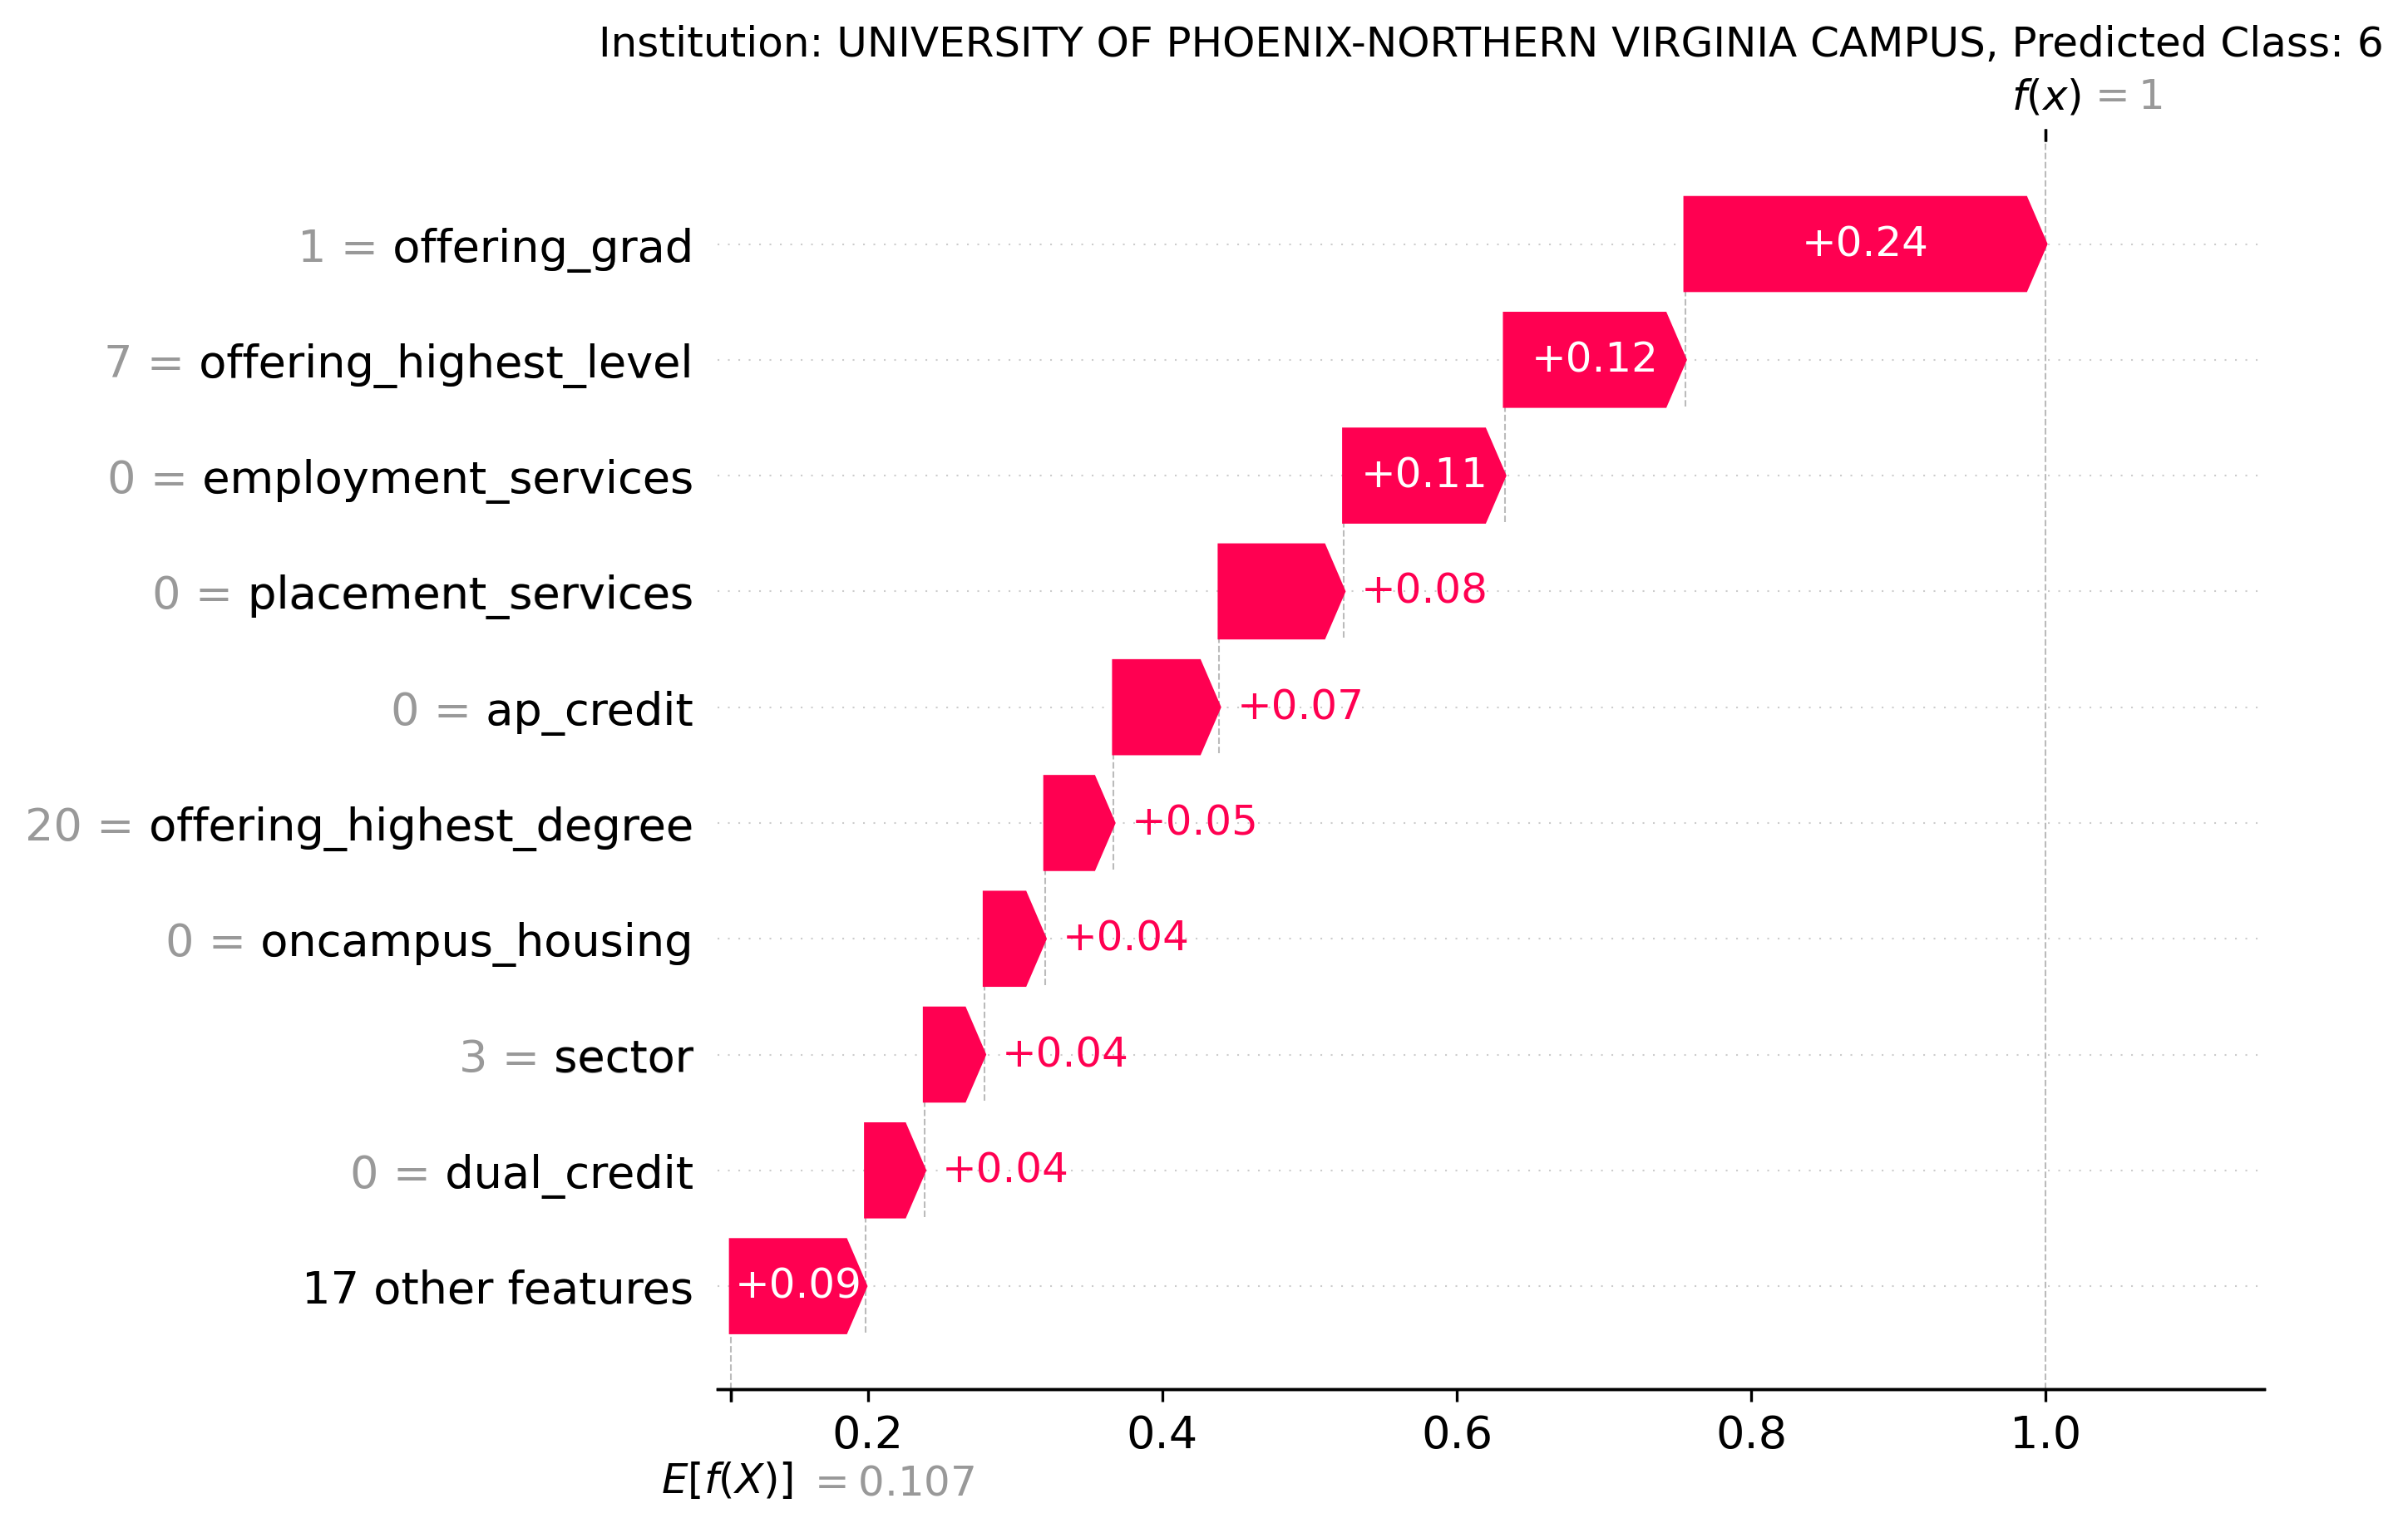 Institution: UNIVERSITY OF PHOENIX-NORTHERN VIRGINIA CAMPUS, Predicted Class: 6
f(x) = 1
1 = offering_grad +0.24
7 = offering_highest_level +0.12
0 = employment_services +0.11
0 = placement_services +0.08
0 = ap_credit +0.07
20 = offering_highest_degree +0.05
0 = oncampus_housing +0.04
3 = sector +0.04
0 = dual_credit +0.04
17 other features +0.09
0.2 0.4 0.6 0.8 1.0
E[f(X)] = 0.107